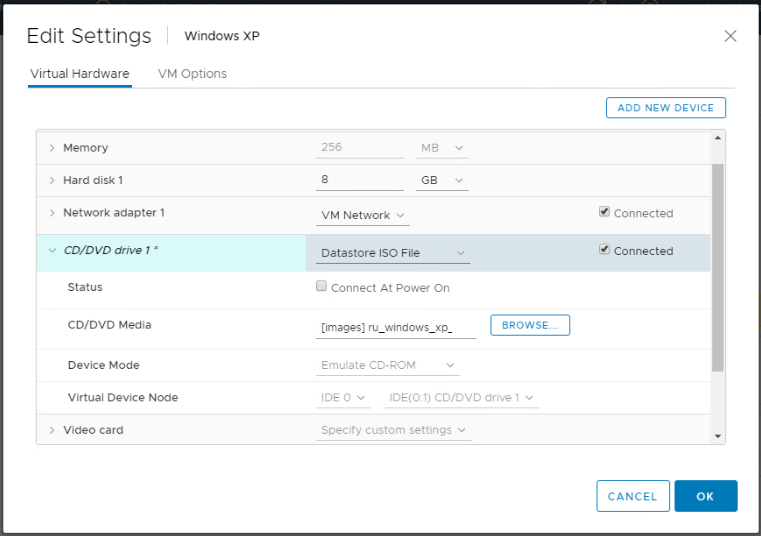 Edit Settings Windows XP
Virtual Hardware VM Options
ADD NEW DEVICE
Memory 256 MB
Hard disk 1 8 GB
Network adapter 1 VM Network Connected
CD/DVD drive 1 * Datastore ISO File Connected
Status Connect At Power On
CD/DVD Media [images] ru_windows_xp_ BROWSE...
Device Mode Emulate CD-ROM
Virtual Device Node IDE 0 IDE(0:1) CD/DVD drive 1
Video card Specify custom settings
CANCEL OK